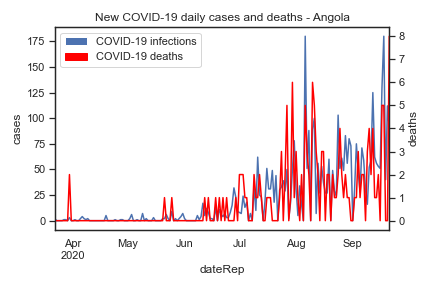 New COVID-19 daily cases and deaths - Angola
COVID-19 infections
COVID-19 deaths
175
150
125
100
75
50
25
0
cases
8
7
6
5
4
3
2
1
0
deaths
Apr
2020
May
Jun
Jul
Aug
Sep
dateRep